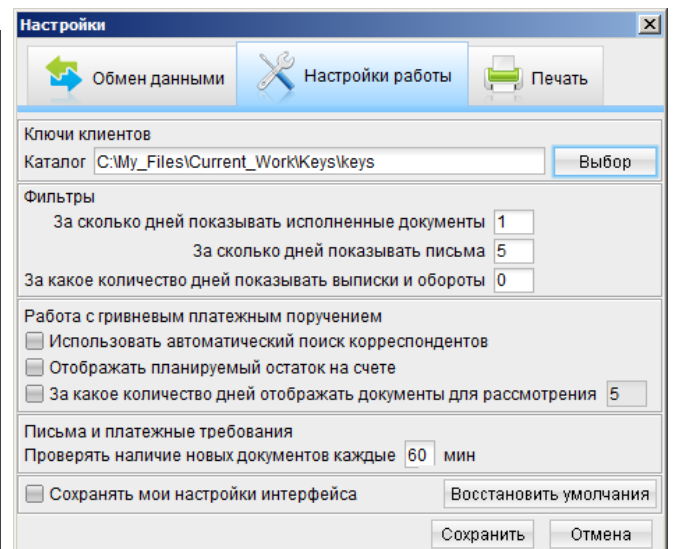 Настройки
Обмен данными Настройки работы Печать
Ключи клиентов
Каталог C:\My_Files\Current_Work\Keys\keys Выбор
Фильтры
За сколько дней показывать исполненные документы 1
За сколько дней показывать письма 5
За какое количество дней показывать выписки и обороты 0
Работа с гривневым платежным поручением
Использовать автоматический поиск корреспондентов
Отображать планируемый остаток на счете
За какое количество дней отображать документы для рассмотрения 5
Письма и платежные требования
Проверять наличие новых документов каждые 60 мин
Сохранять мои настройки интерфейса Восстановить умолчания
Сохранить Отмена